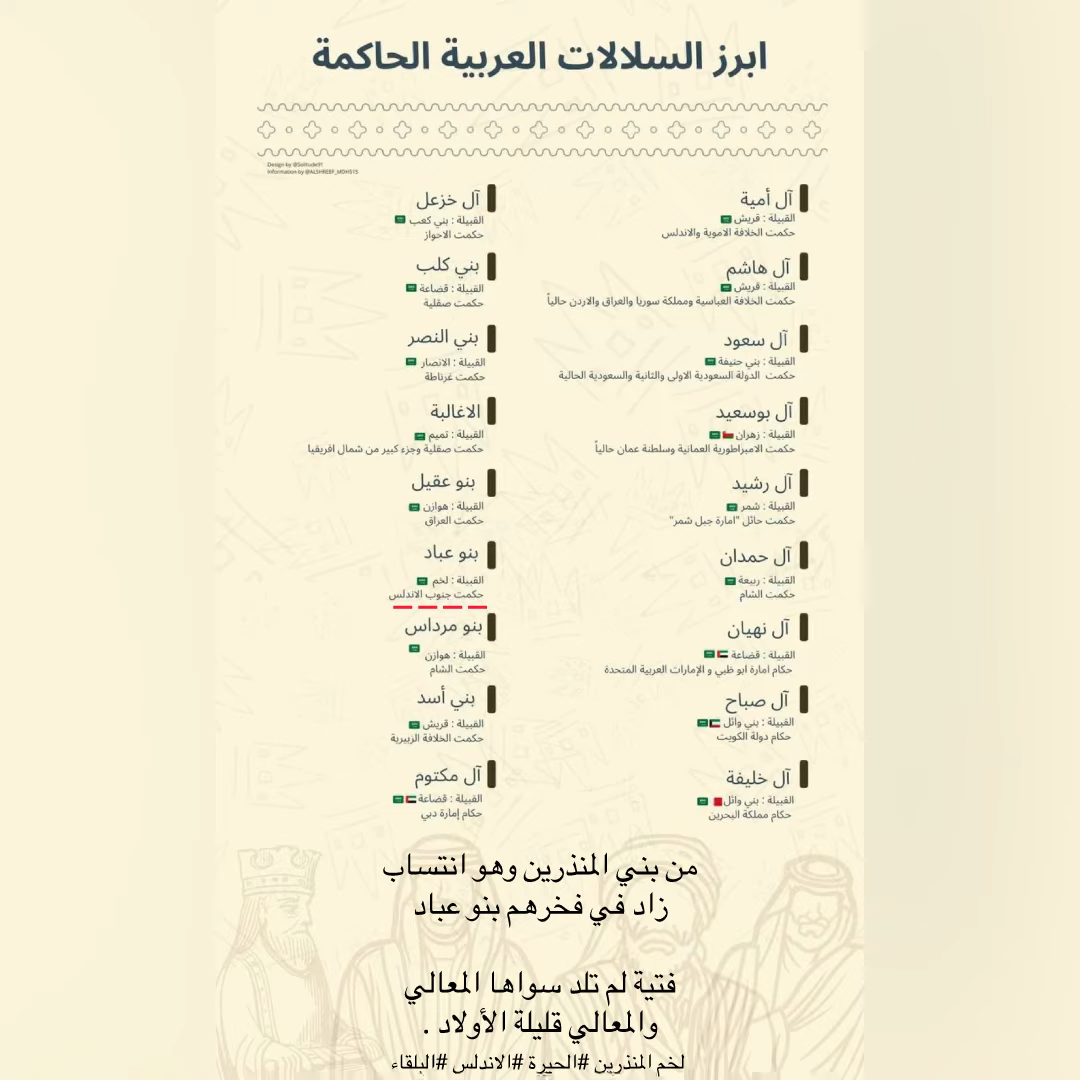 ابرز السلالات العربية الحاكمة
Design by @Solitude91
Information by @ALSHREEF_MDHS15
آل أمية
القبيلة : قريش
حكمت الخلافة الاموية والاندلس
آل هاشم
القبيلة : قريش
حكمت الخلافة العباسية ومملكة سوريا والعراق والاردن حالياً
آل سعود
القبيلة : بني حنيفة
حكمت الدولة السعودية الاولى والثانية والسعودية الحالية
آل بوسعيد
القبيلة : زهران
حكمت الامبراطورية العمانية وسلطنة عمان حالياً
آل رشيد
القبيلة : شمر
حكمت حائل "امارة جبل شمر"
آل حمدان
القبيلة : ربيعة
حكمت الشام
آل نهيان
القبيلة : قضاعة
حكام امارة ابو ظبي و الإمارات العربية المتحدة
آل صباح
القبيلة : بني وائل
حكام دولة الكويت
آل خليفة
القبيلة : بني وائل
حكام مملكة البحرين
آل خزعل
القبيلة : بني كعب
حكمت الاحواز
بني كلب
القبيلة : قضاعة
حكمت صقلية
بني النصر
القبيلة : الانصار
حكمت غرناطة
الاغالبة
القبيلة : تميم
حكمت صقلية وجزء كبير من شمال افريقيا
بنو عقيل
القبيلة : هوازن
حكمت العراق
بنو عباد
القبيلة : لخم
حكمت جنوب الاندلس
بنو مرداس
القبيلة : هوازن
حكمت الشام
بني أسد
القبيلة : قريش
حكمت الخلافة الزبيرية
آل مكتوم
القبيلة : قضاعة
حكام إمارة دبي
من بني المنذرين وهو انتساب
زاد في فخرهم بنو عباد
فتية لم تلد سواها المعالي
والمعالي قليلة الأولاد .
لخم المنذرين #الحيرة #الاندلس #البلقاء